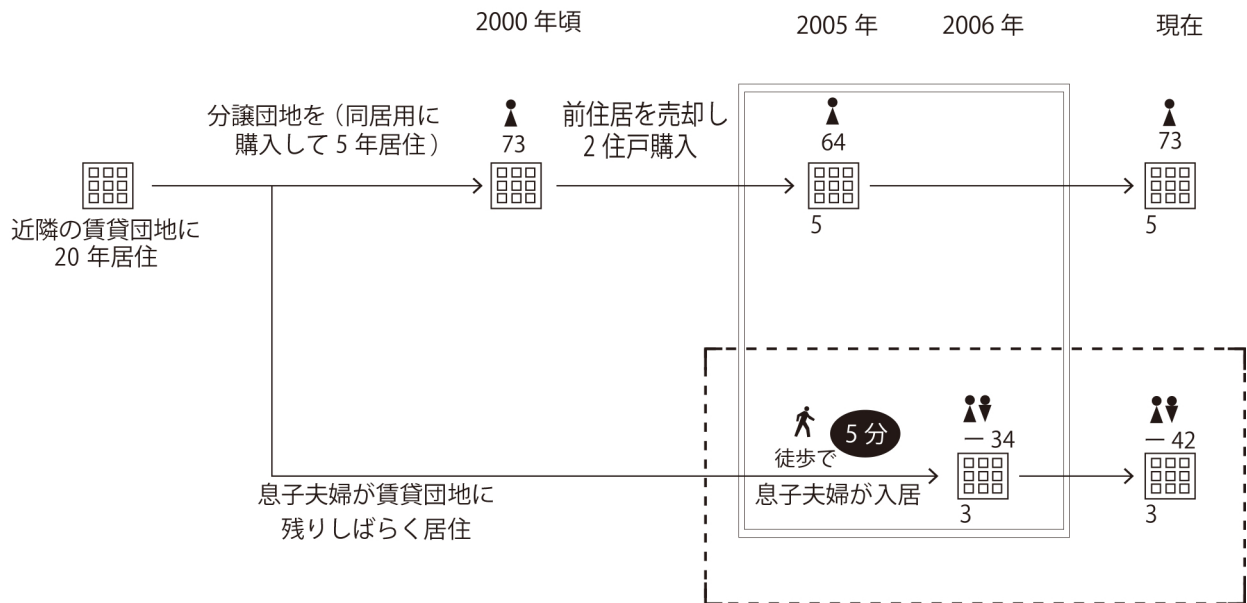 2000 年頃
2005 年
2006 年
現在
分譲団地を（同居用に
購入して 5 年居住）
73
前住居を売却し
2 住戸購入
64
73
近隣の賃貸団地に
20 年居住
5
5
5 分
徒歩で
息子夫婦が入居
ー 34
ー 42
息子夫婦が賃貸団地に
残りしばらく居住
3
3